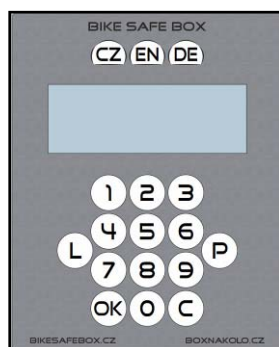 BIKE SAFE BOX
CZ EN DE
1 2 3
4 5 6
L P
7 8 9
OK 0 C
BIKESAFEBOX.CZ BOXNAKOLO.CZ